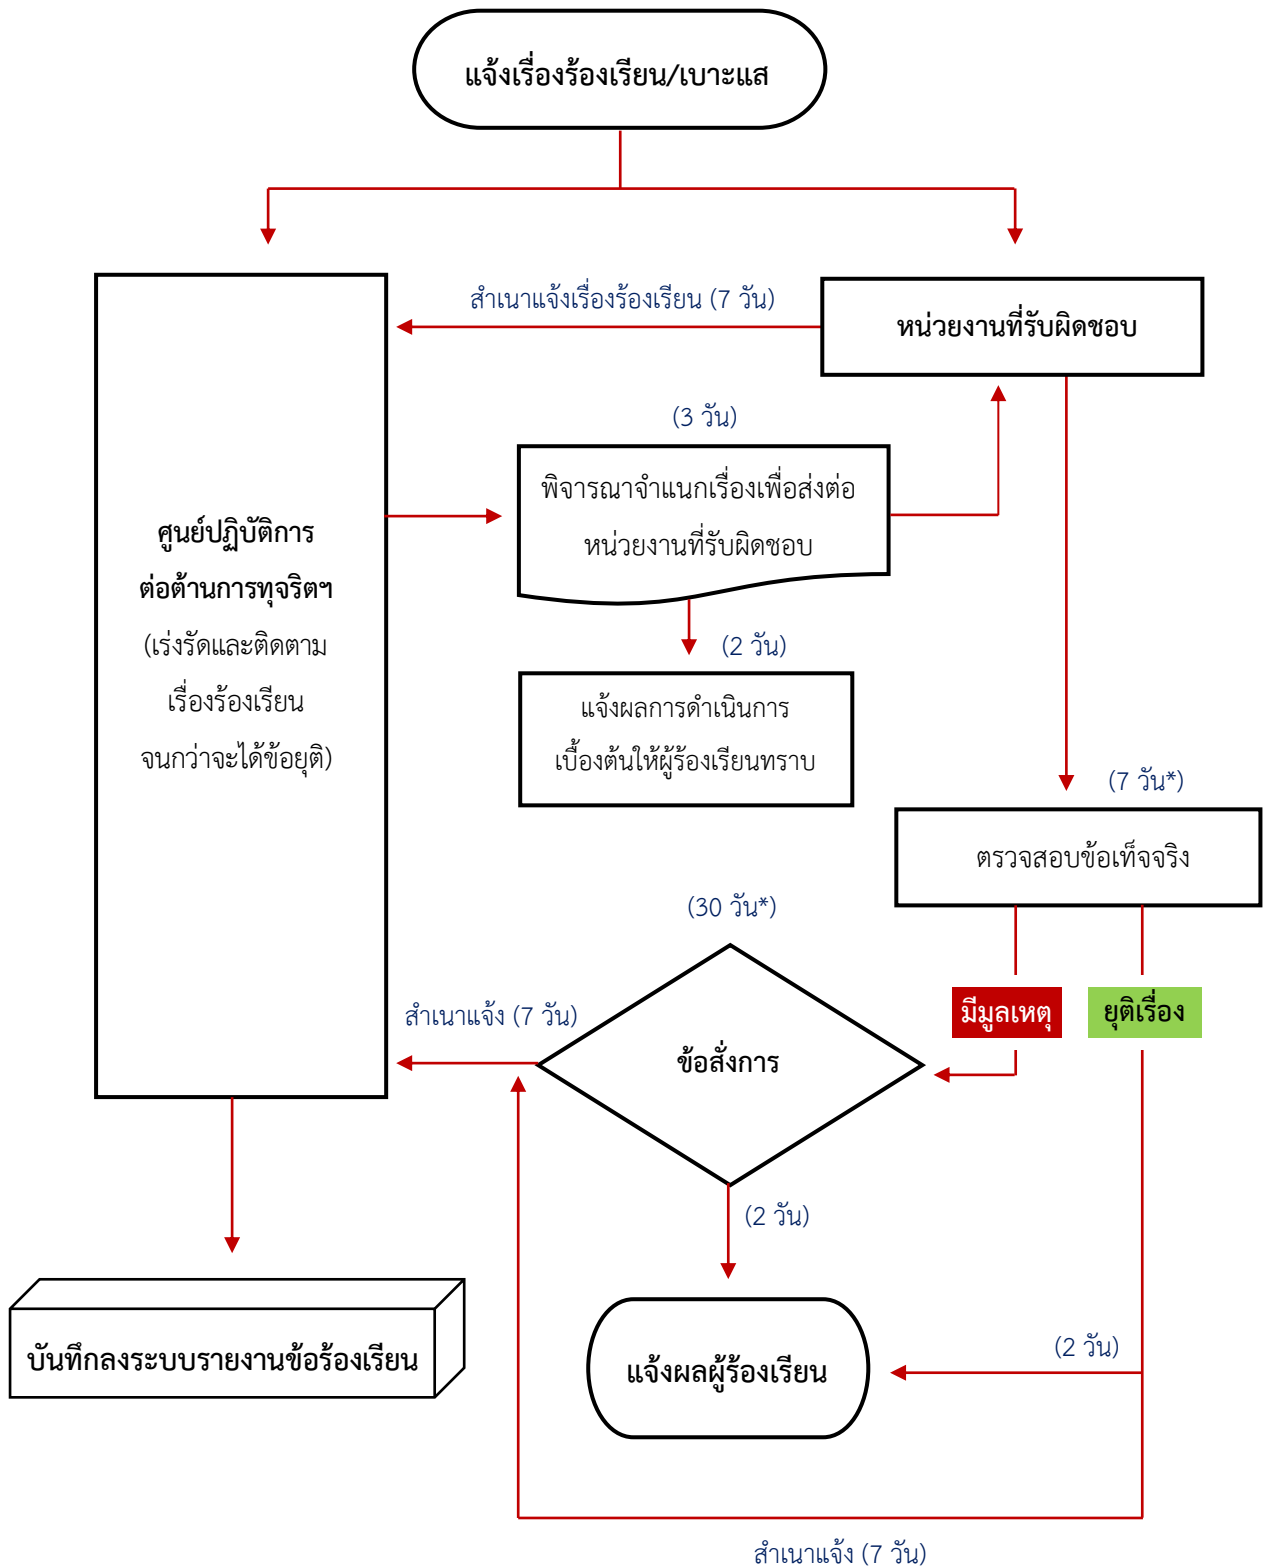 แจ้งเรื่องร้องเรียน/เบาะแส
สำเนาแจ้งเรื่องร้องเรียน (7 วัน)
หน่วยงานที่รับผิดชอบ
(3 วัน)
พิจารณาจำแนกเรื่องเพื่อส่งต่อ
หน่วยงานที่รับผิดชอบ
ศูนย์ปฏิบัติการ
ต่อต้านการทุจริตฯ
(เร่งรัดและติดตาม
เรื่องร้องเรียน
จนกว่าจะได้ข้อยุติ)
(2 วัน)
แจ้งผลการดำเนินการ
เบื้องต้นให้ผู้ร้องเรียนทราบ
(7 วัน*)
ตรวจสอบข้อเท็จจริง
(30 วัน*)
มีมูลเหตุ
ยุติเรื่อง
สำเนาแจ้ง (7 วัน)
ข้อสั่งการ
(2 วัน)
บันทึกลงระบบรายงานข้อร้องเรียน
แจ้งผลผู้ร้องเรียน
(2 วัน)
สำเนาแจ้ง (7 วัน)